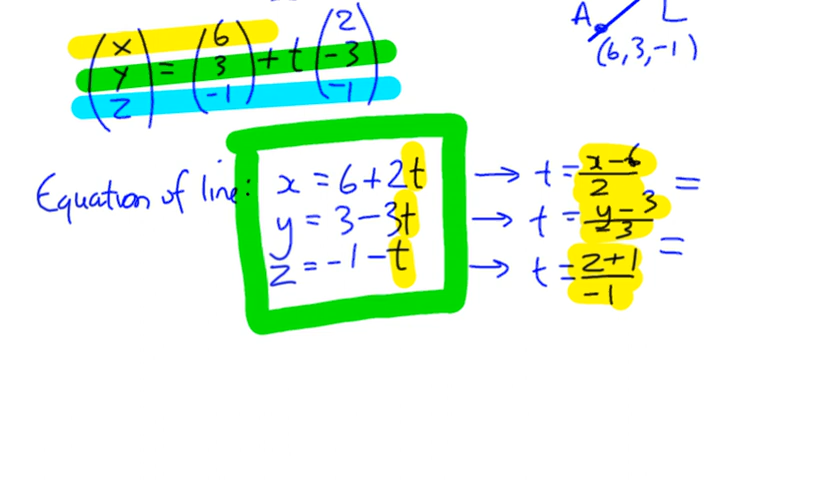 (x y z) = (6 3 -1) + t (2 -3 -1)
A L
(6, 3, -1)
Equation of line: x = 6 + 2t → t = x-6/2 =
y = 3 - 3t → t = y-3/-3 =
z = -1 - t → t = z+1/-1